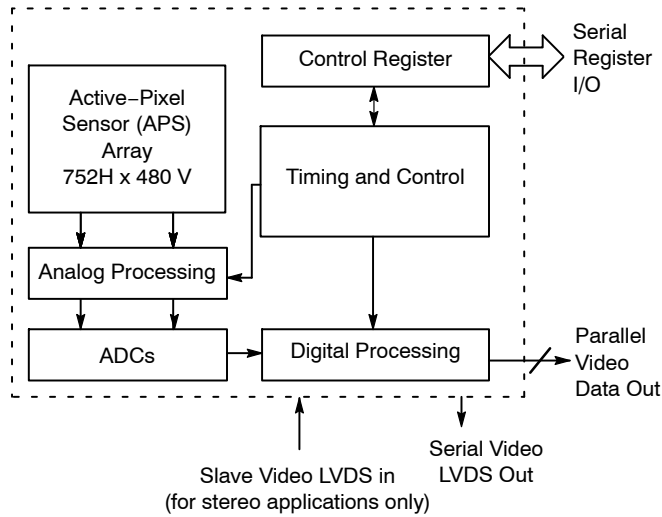 Control Register
Serial
Register
I/O
Active−Pixel
Sensor (APS)
Array
752H x 480 V
Timing and Control
Analog Processing
ADCs
Digital Processing
Parallel
Video
Data Out
Slave Video LVDS in
(for stereo applications only)
Serial Video
LVDS Out